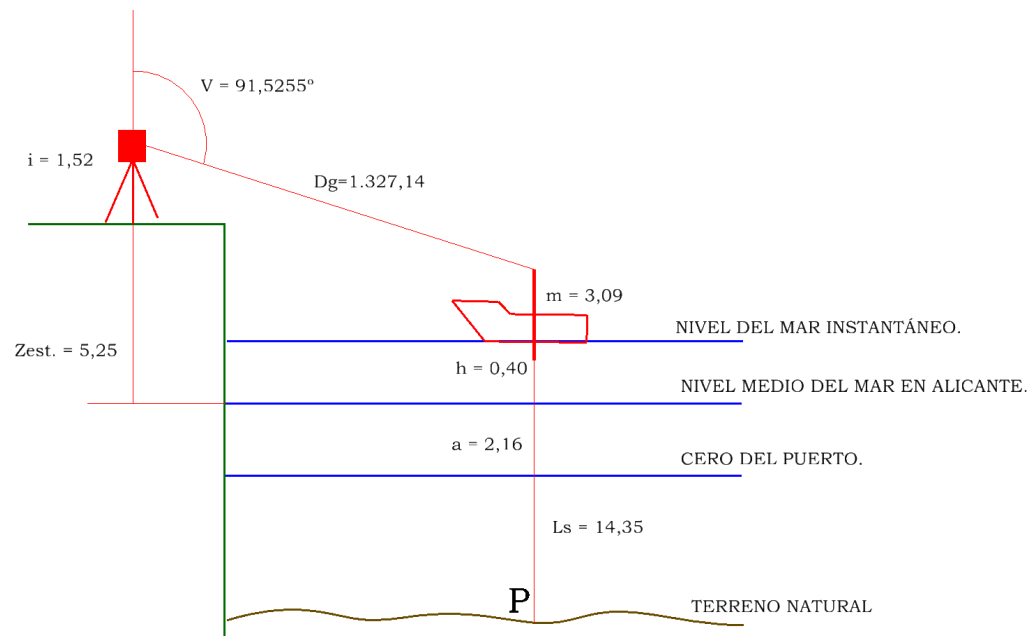 V = 91,5255º
i = 1,52
Dg=1.327,14
m = 3,09
NIVEL DEL MAR INSTANTÁNEO.
Zest. = 5,25
h = 0,40
NIVEL MEDIO DEL MAR EN ALICANTE.
a = 2,16
CERO DEL PUERTO.
Ls = 14,35
P
TERRENO NATURAL